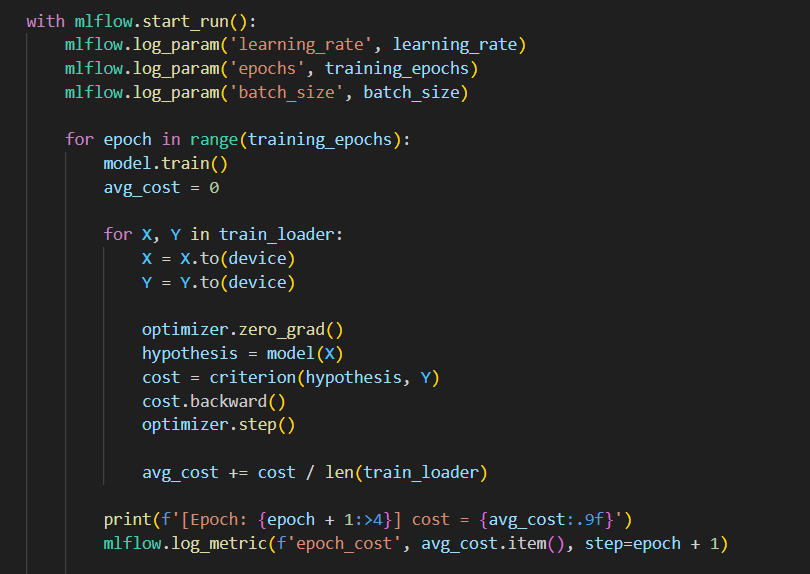 with mlflow.start_run():
    mlflow.log_param('learning_rate', learning_rate)
    mlflow.log_param('epochs', training_epochs)
    mlflow.log_param('batch_size', batch_size)

    for epoch in range(training_epochs):
        model.train()
        avg_cost = 0

        for X, Y in train_loader:
            X = X.to(device)
            Y = Y.to(device)

            optimizer.zero_grad()
            hypothesis = model(X)
            cost = criterion(hypothesis, Y)
            cost.backward()
            optimizer.step()

            avg_cost += cost / len(train_loader)

        print(f'[Epoch: {epoch + 1:>4}] cost = {avg_cost:.9f}')
        mlflow.log_metric(f'epoch_cost', avg_cost.item(), step=epoch + 1)